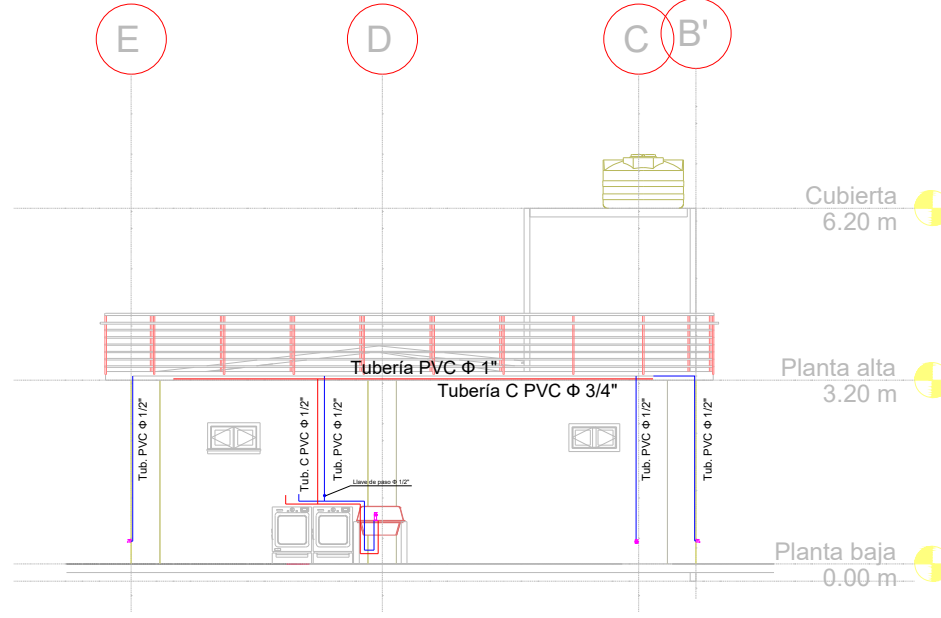 E
D
C
B'
Cubierta
6.20 m
Tubería PVC Φ 1"
Planta alta
3.20 m
Tubería C PVC Φ 3/4"
Tub. PVC Φ 1/2"
Tub. C PVC Φ 1/2"
Tub. PVC Φ 1/2"
Tub. PVC Φ 1/2"
Tub. PVC Φ 1/2"
Llave de paso Φ 1/2"
Planta baja
0.00 m